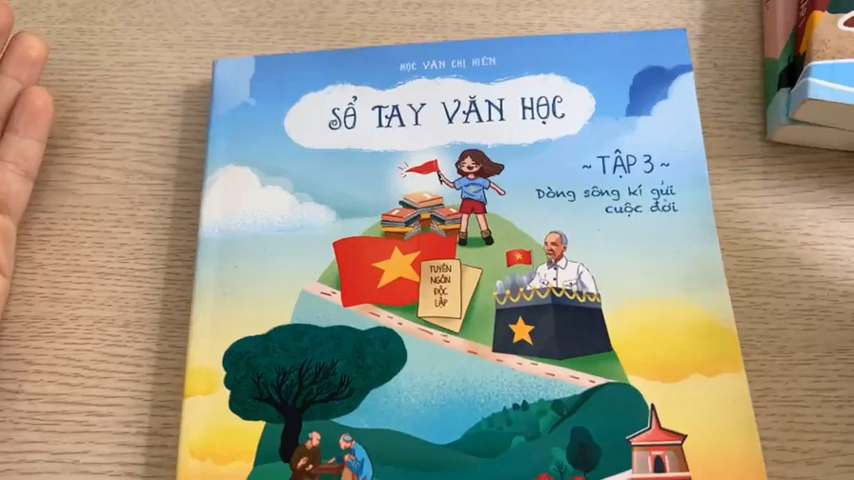 HỌC VĂN CHỊ HIÊN
SỔ TAY VĂN HỌC
~ TẬP 3 ~
Dòng sông kí gửi
cuộc đời
TUYÊN
NGÔN
ĐỘC
LẬP